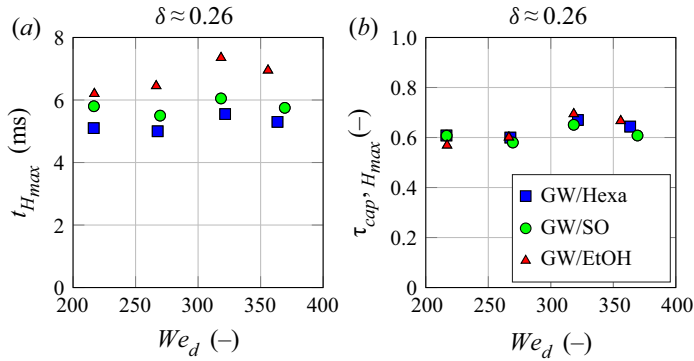 (a)
δ ≈ 0.26
8
6
4
2
0
200
250
300
350
400
t_{H_{max}} (ms)
We_d (–)
(b)
δ ≈ 0.26
1.0
0.8
0.6
0.4
0.2
0
200
250
300
350
400
τ_{cap, H_{max}} (–)
We_d (–)
GW/Hexa
GW/SO
GW/EtOH